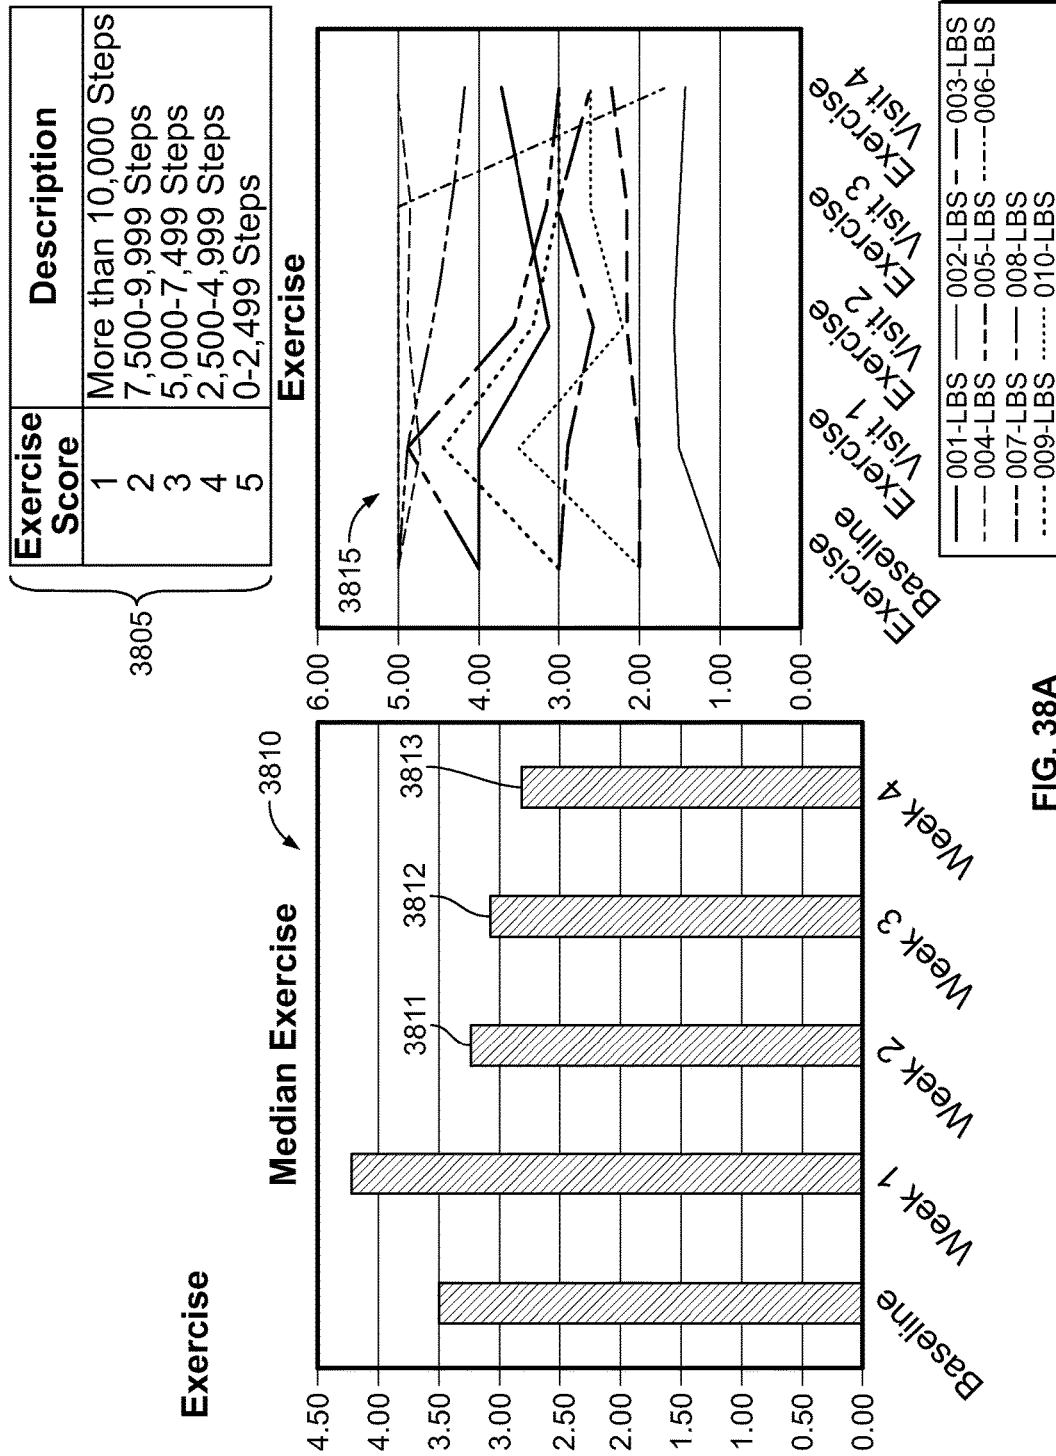 Exercise
Exercise Score
Description
1
More than 10,000 Steps
2
7,500-9,999 Steps
3
5,000-7,499 Steps
4
2,500-4,999 Steps
5
0-2,499 Steps
3805
Median Exercise
3810
4.50
4.00
3.50
3.00
2.50
2.00
1.50
1.00
0.50
0.00
3811
3812
3813
Baseline
Week 1
Week 2
Week 3
Week 4
Exercise
3815
6.00
5.00
4.00
3.00
2.00
1.00
0.00
Exercise Baseline
Exercise Visit 1
Exercise Visit 2
Exercise Visit 3
Exercise Visit 4
001-LBS 002-LBS 003-LBS
004-LBS 005-LBS 006-LBS
007-LBS 008-LBS
009-LBS 010-LBS
FIG. 38A